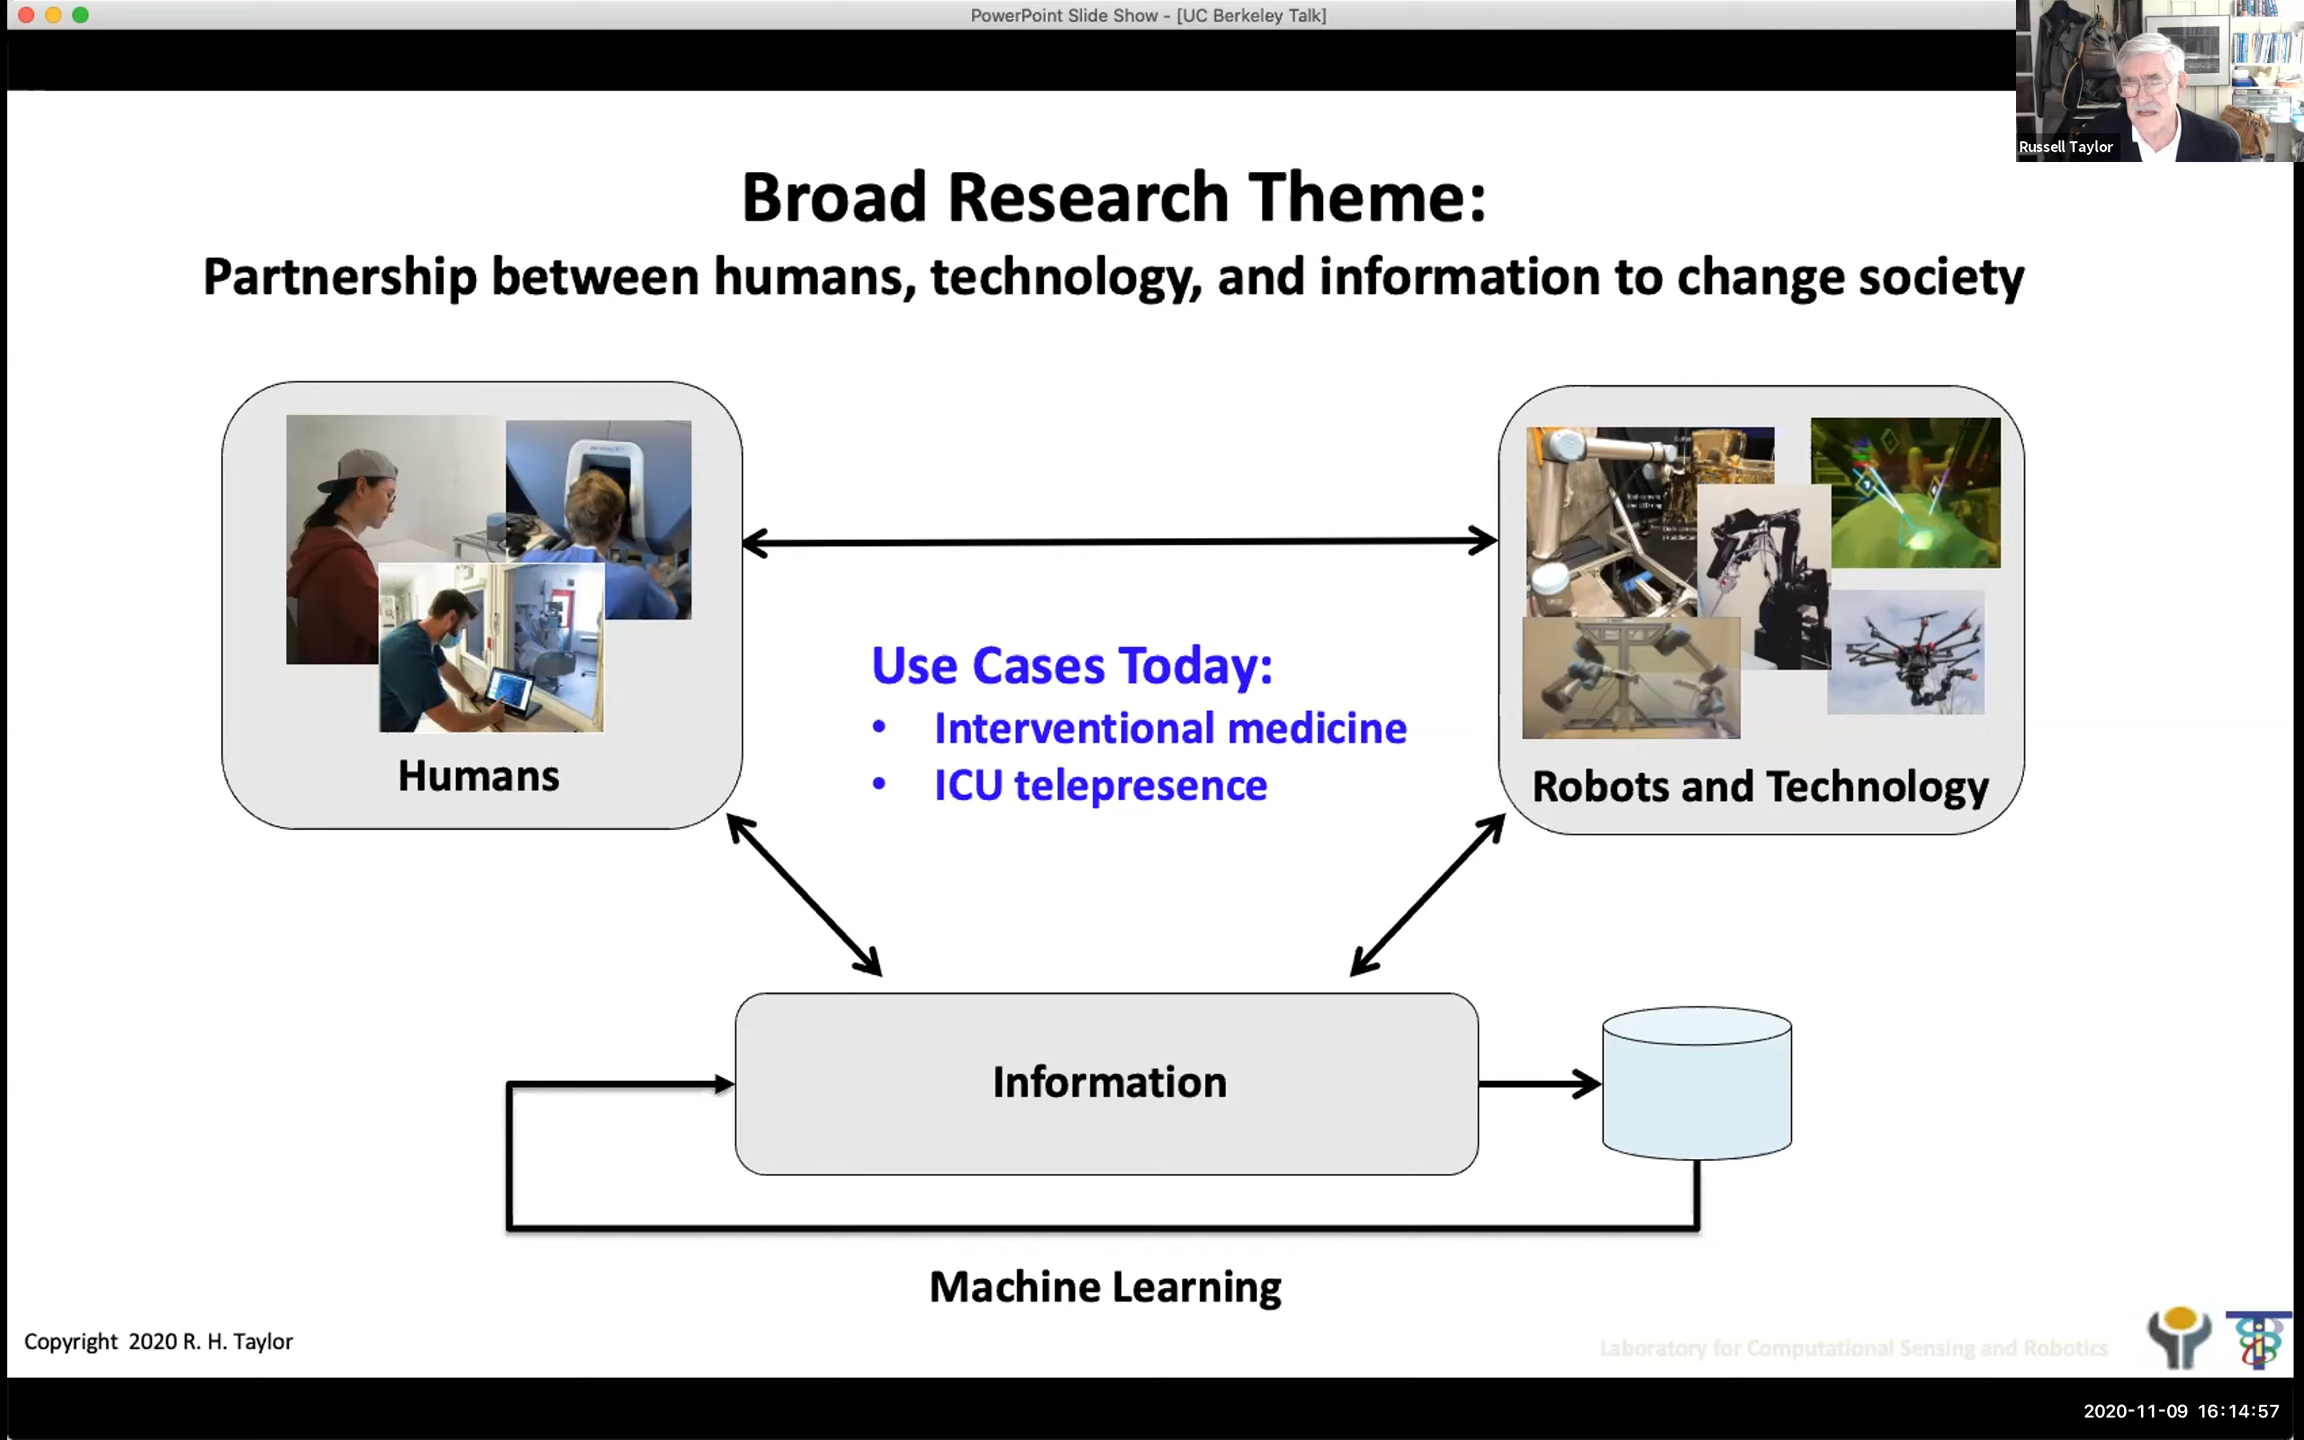 PowerPoint Slide Show - [UC Berkeley Talk]
Russell Taylor
Broad Research Theme:
Partnership between humans, technology, and information to change society
Use Cases Today:
• Interventional medicine
• ICU telepresence
Humans
Robots and Technology
Information
Machine Learning
Copyright 2020 R. H. Taylor
Laboratory for Computational Sensing and Robotics
2020-11-09 16:14:57